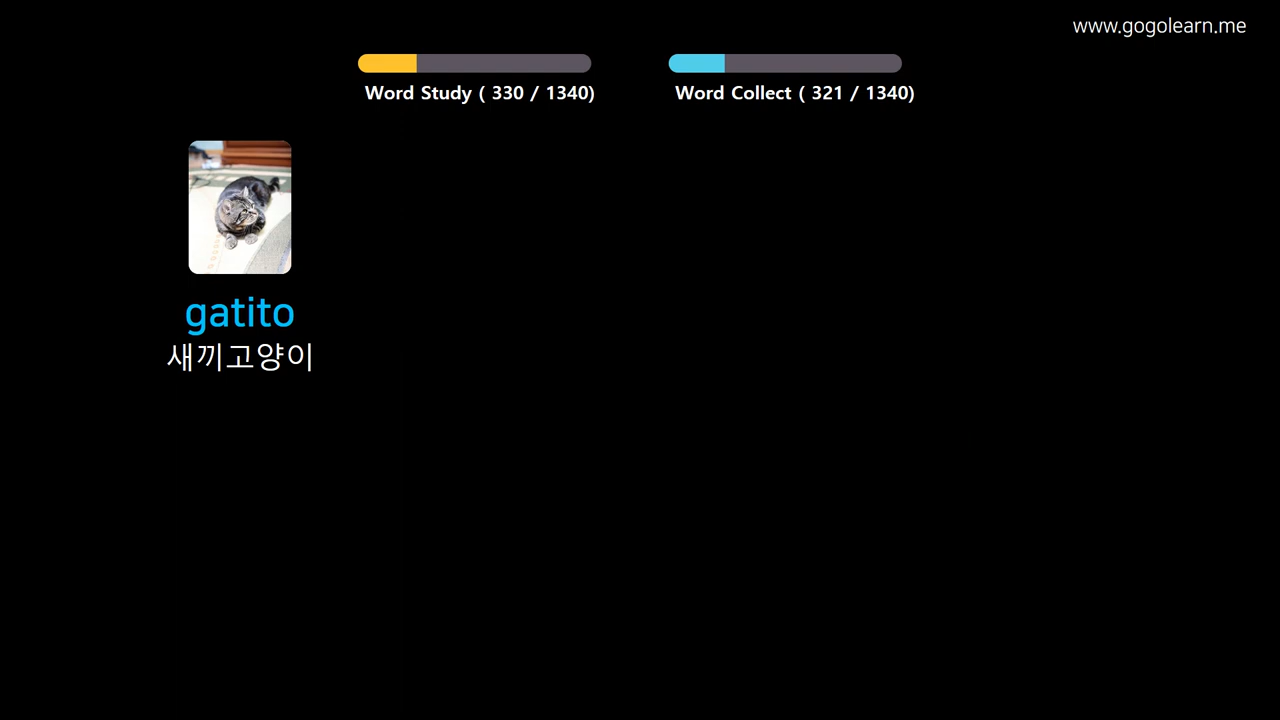 www.gogolearn.me
Word Study ( 330 / 1340)
Word Collect ( 321 / 1340)
gatito
새끼고양이